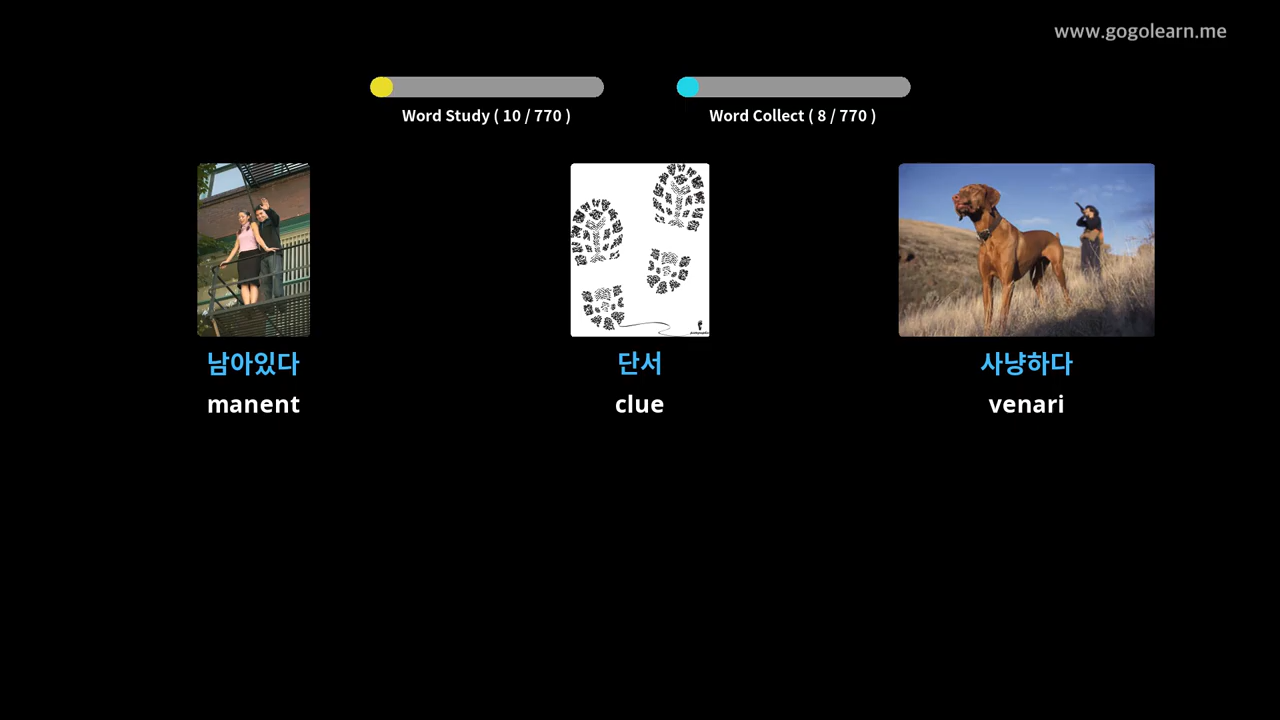 www.gogolearn.me
Word Study ( 10 / 770 )
Word Collect ( 8 / 770 )
남아있다
단서
사냥하다
manent
clue
venari